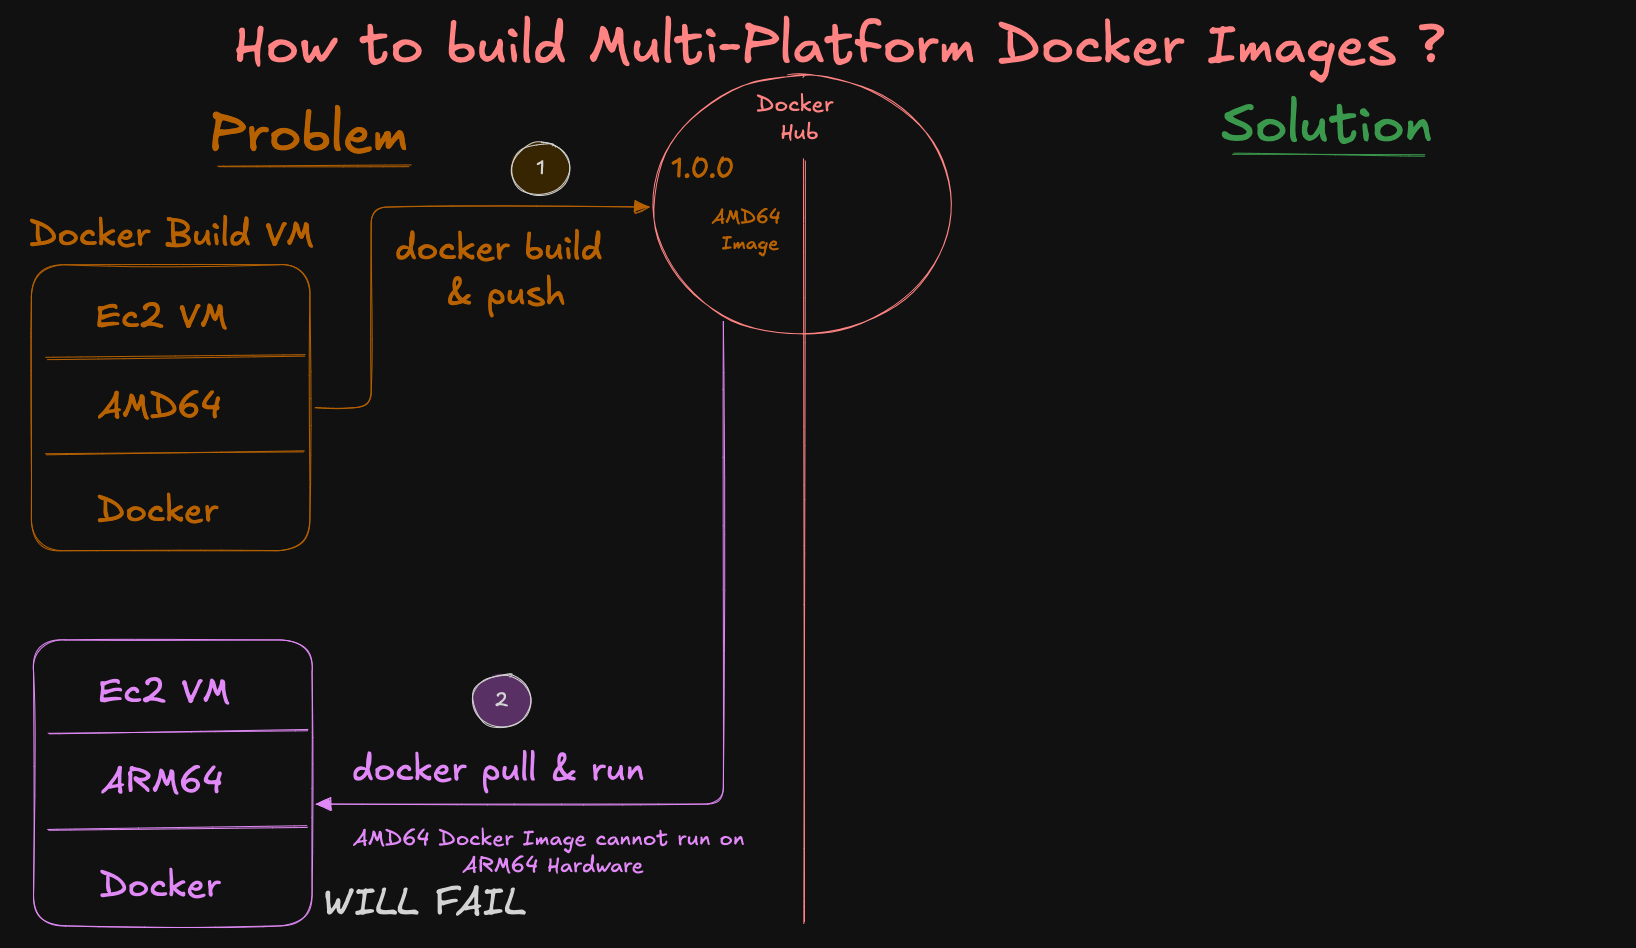 How to build Multi-Platform Docker Images ?
Problem
Docker
Hub
Solution
1
1.0.0
AMD64
Image
Docker Build VM
docker build
& push
Ec2 VM
AMD64
Docker
Ec2 VM
2
ARM64
docker pull & run
AMD64 Docker Image cannot run on
ARM64 Hardware
Docker
WILL FAIL